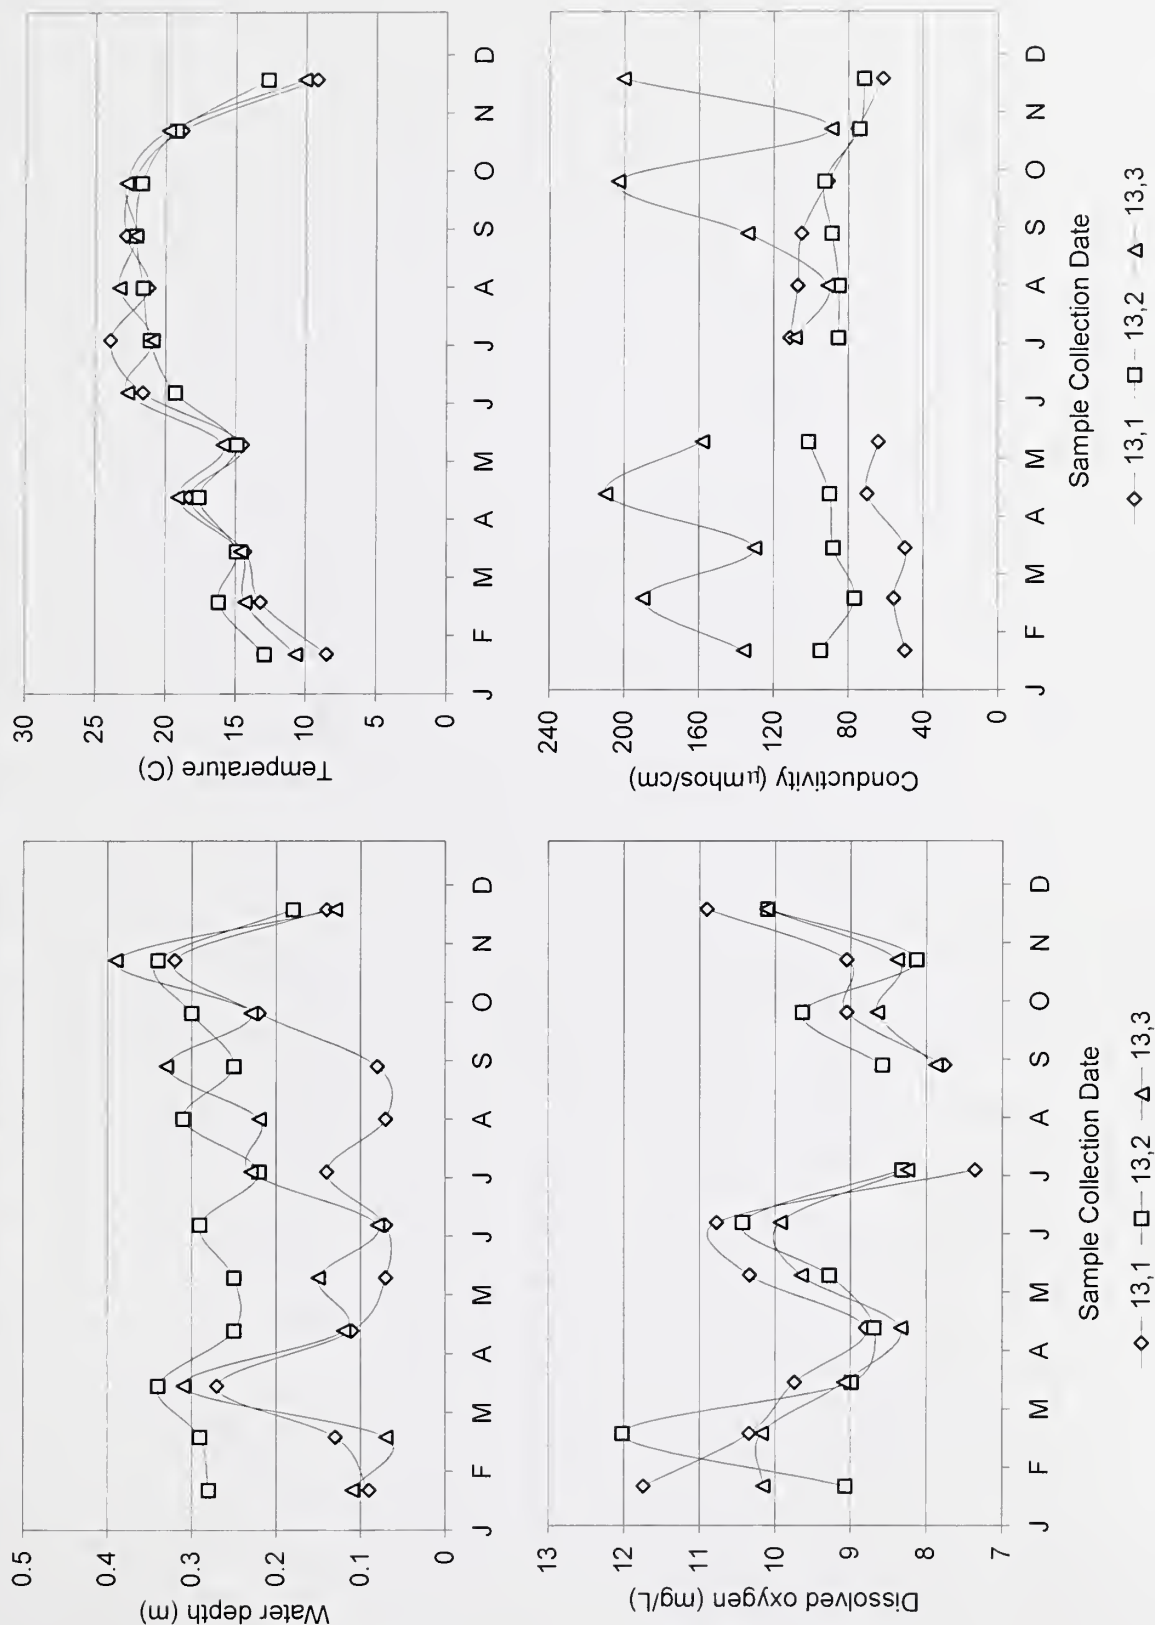 Water depth (m)
0.5
0.4
0.3
0.2
0.1
0
J F M A M J J A S O N D
Temperature (C)
30
25
20
15
10
5
0
J F M A M J J A S O N D
Dissolved oxygen (mg/L)
13
12
11
10
9
8
7
J F M A M J J A S O N D
Sample Collection Date
13,1 13,2 13,3
Conductivity (μmhos/cm)
240
200
160
120
80
40
0
J F M A M J J A S O N D
Sample Collection Date
13,1 13,2 13,3